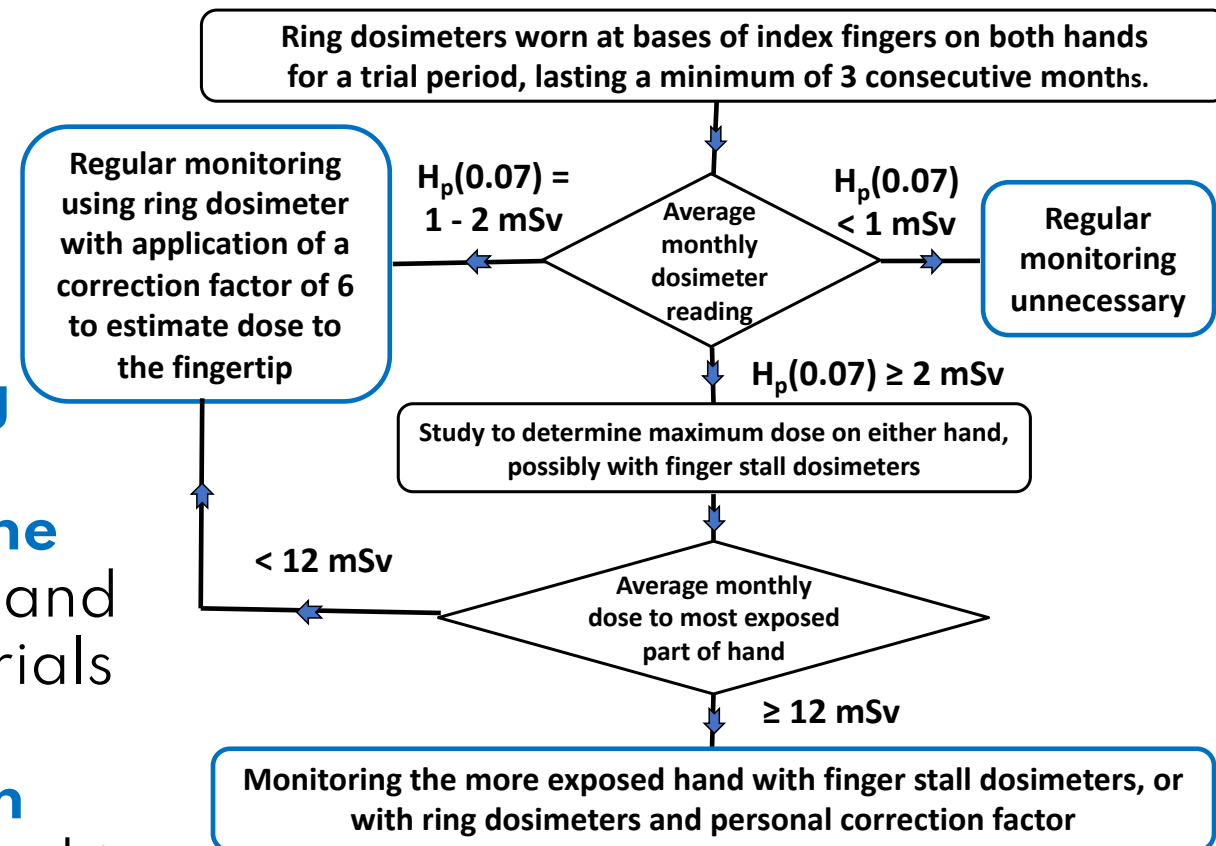 Ring dosimeters worn at bases of index fingers on both hands
for a trial period, lasting a minimum of 3 consecutive months.
Regular monitoring
using ring dosimeter
with application of a
correction factor of 6
to estimate dose to
the fingertip
Hp(0.07) =
1 - 2 mSv
Average
monthly
dosimeter
reading
Hp(0.07)
< 1 mSv
Regular
monitoring
unnecessary
Hp(0.07) ≥ 2 mSv
Study to determine maximum dose on either hand,
possibly with finger stall dosimeters
< 12 mSv
Average monthly
dose to most exposed
part of hand
≥ 12 mSv
Monitoring the more exposed hand with finger stall dosimeters, or
with ring dosimeters and personal correction factor
and